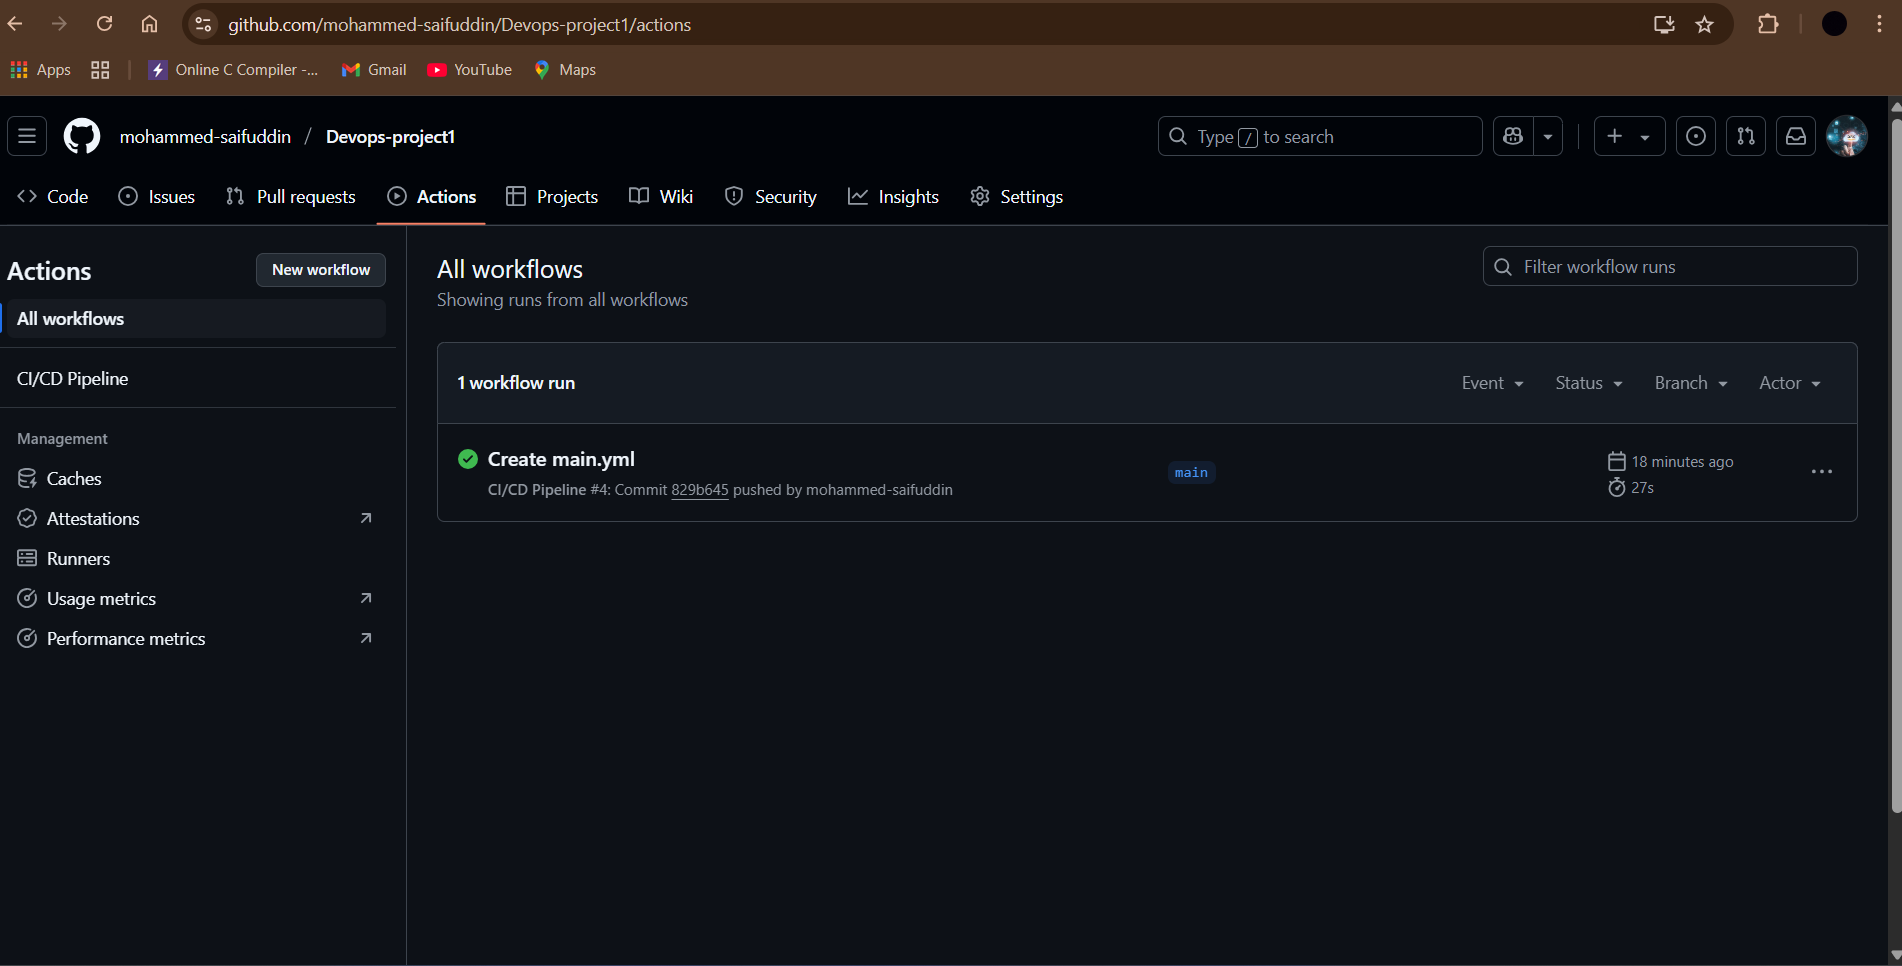 github.com/mohammed-saifuddin/Devops-project1/actions
Apps
Online C Compiler -...
Gmail
YouTube
Maps
mohammed-saifuddin / Devops-project1
Type / to search
Code
Issues
Pull requests
Actions
Projects
Wiki
Security
Insights
Settings
Actions
New workflow
All workflows
CI/CD Pipeline
Management
Caches
Attestations
Runners
Usage metrics
Performance metrics
All workflows
Showing runs from all workflows
Filter workflow runs
1 workflow run
Event
Status
Branch
Actor
Create main.yml
CI/CD Pipeline #4: Commit 829b645 pushed by mohammed-saifuddin
main
18 minutes ago
27s